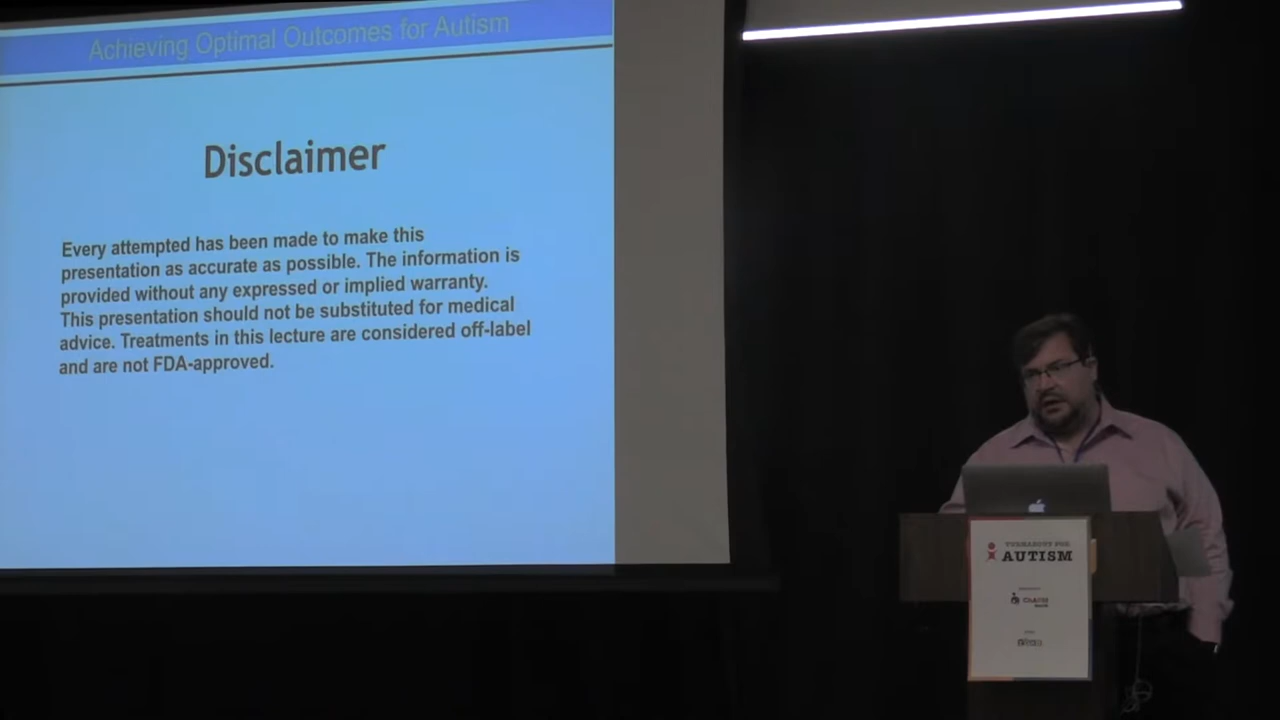 Achieving Optimal Outcomes for Autism
Disclaimer
Every attempted has been made to make this
presentation as accurate as possible. The information is
provided without any expressed or implied warranty.
This presentation should not be substituted for medical
advice. Treatments in this lecture are considered off-label
and are not FDA-approved.
AUTISM